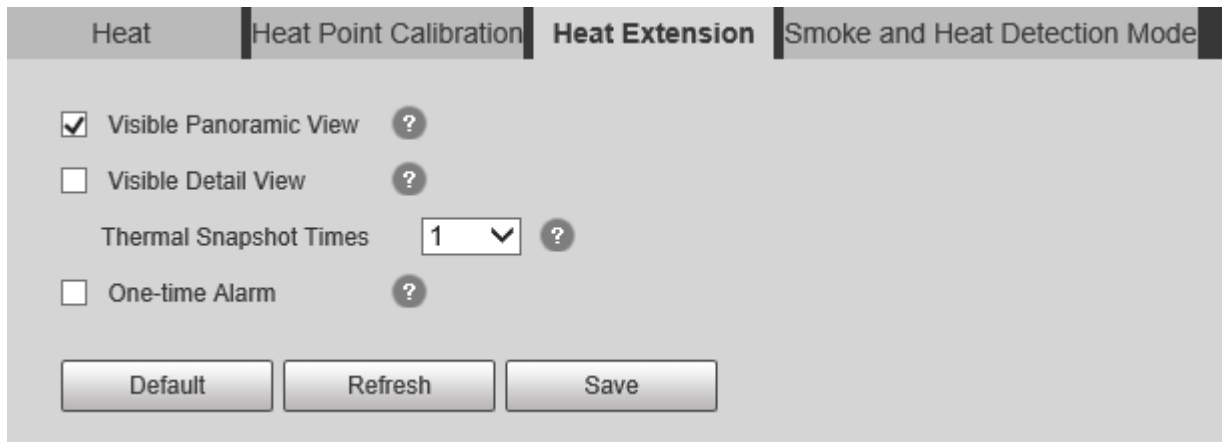 Heat Heat Point Calibration Heat Extension Smoke and Heat Detection Mode
Visible Panoramic View ?
Visible Detail View ?
Thermal Snapshot Times 1 ?
One-time Alarm ?
Default Refresh Save